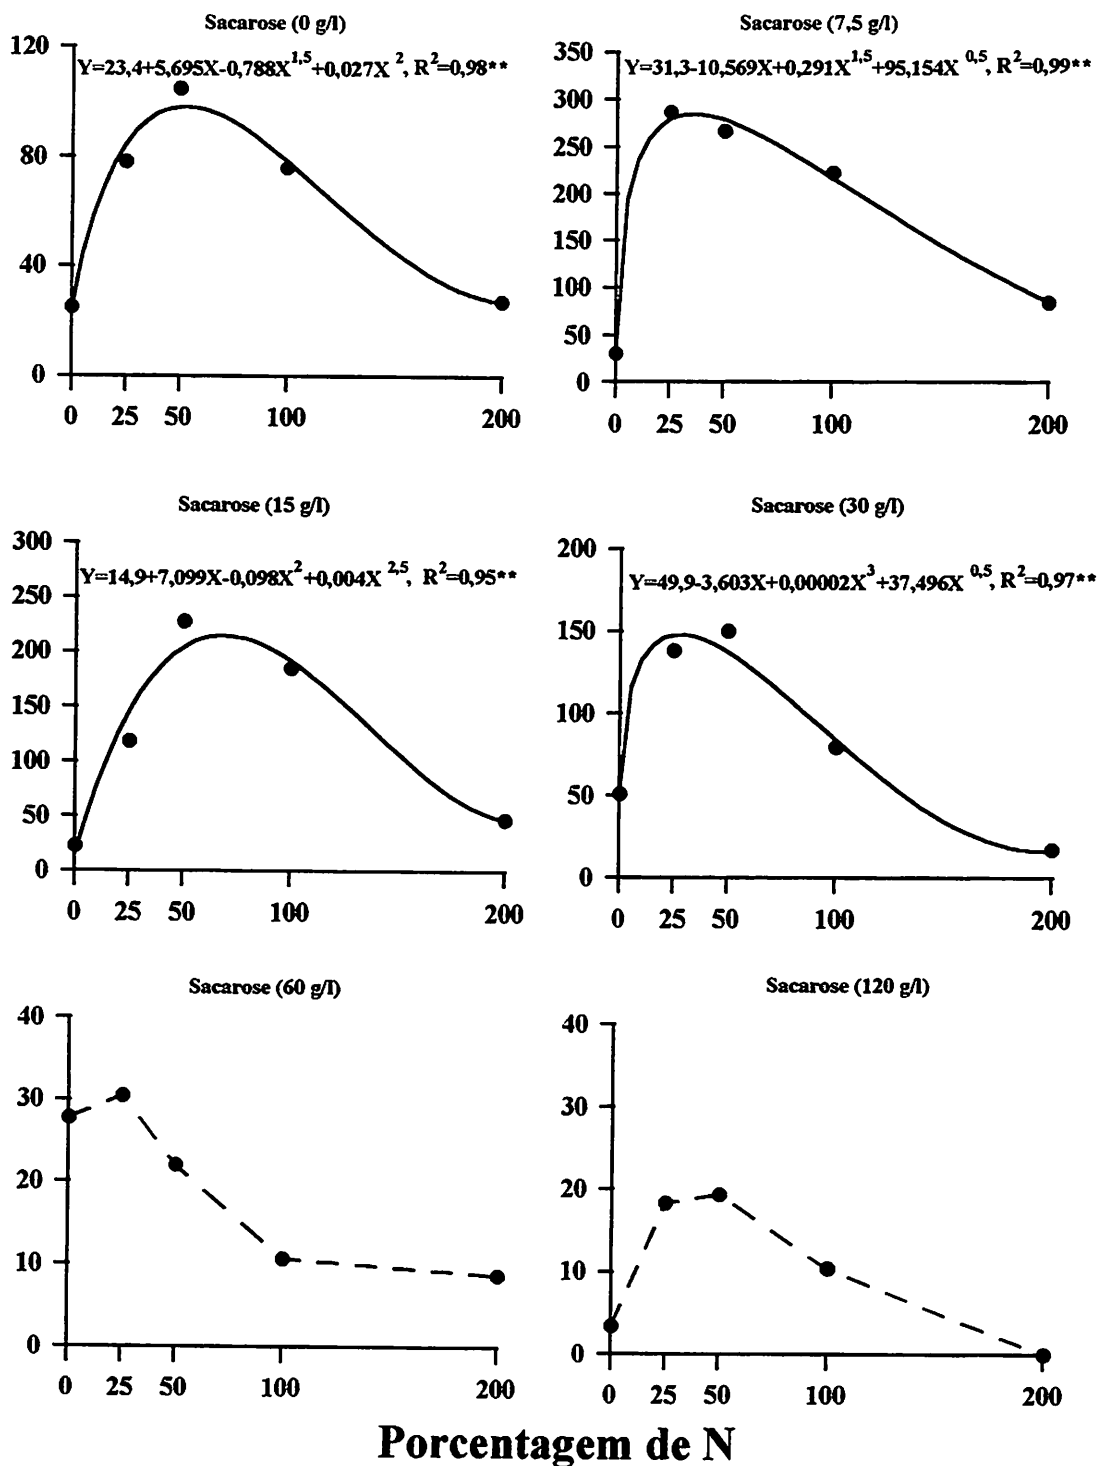 Sacarose (0 g/l)
120
Y=23,4+5,695X-0,788X^1,5+0,027X^2, R^2=0,98**
80
40
0
0 25 50 100 200
Sacarose (7,5 g/l)
350
Y=31,3-10,569X+0,291X^1,5+95,154X^0,5, R^2=0,99**
300
250
200
150
100
50
0
0 25 50 100 200
Sacarose (15 g/l)
300
Y=14,9+7,099X-0,098X^2+0,004X^2,5, R^2=0,95**
250
200
150
100
50
0
0 25 50 100 200
Sacarose (30 g/l)
200
Y=49,9-3,603X+0,00002X^3+37,496X^0,5, R^2=0,97**
150
100
50
0
0 25 50 100 200
Sacarose (60 g/l)
40
30
20
10
0
0 25 50 100 200
Sacarose (120 g/l)
40
30
20
10
0
0 25 50 100 200
Porcentagem de N